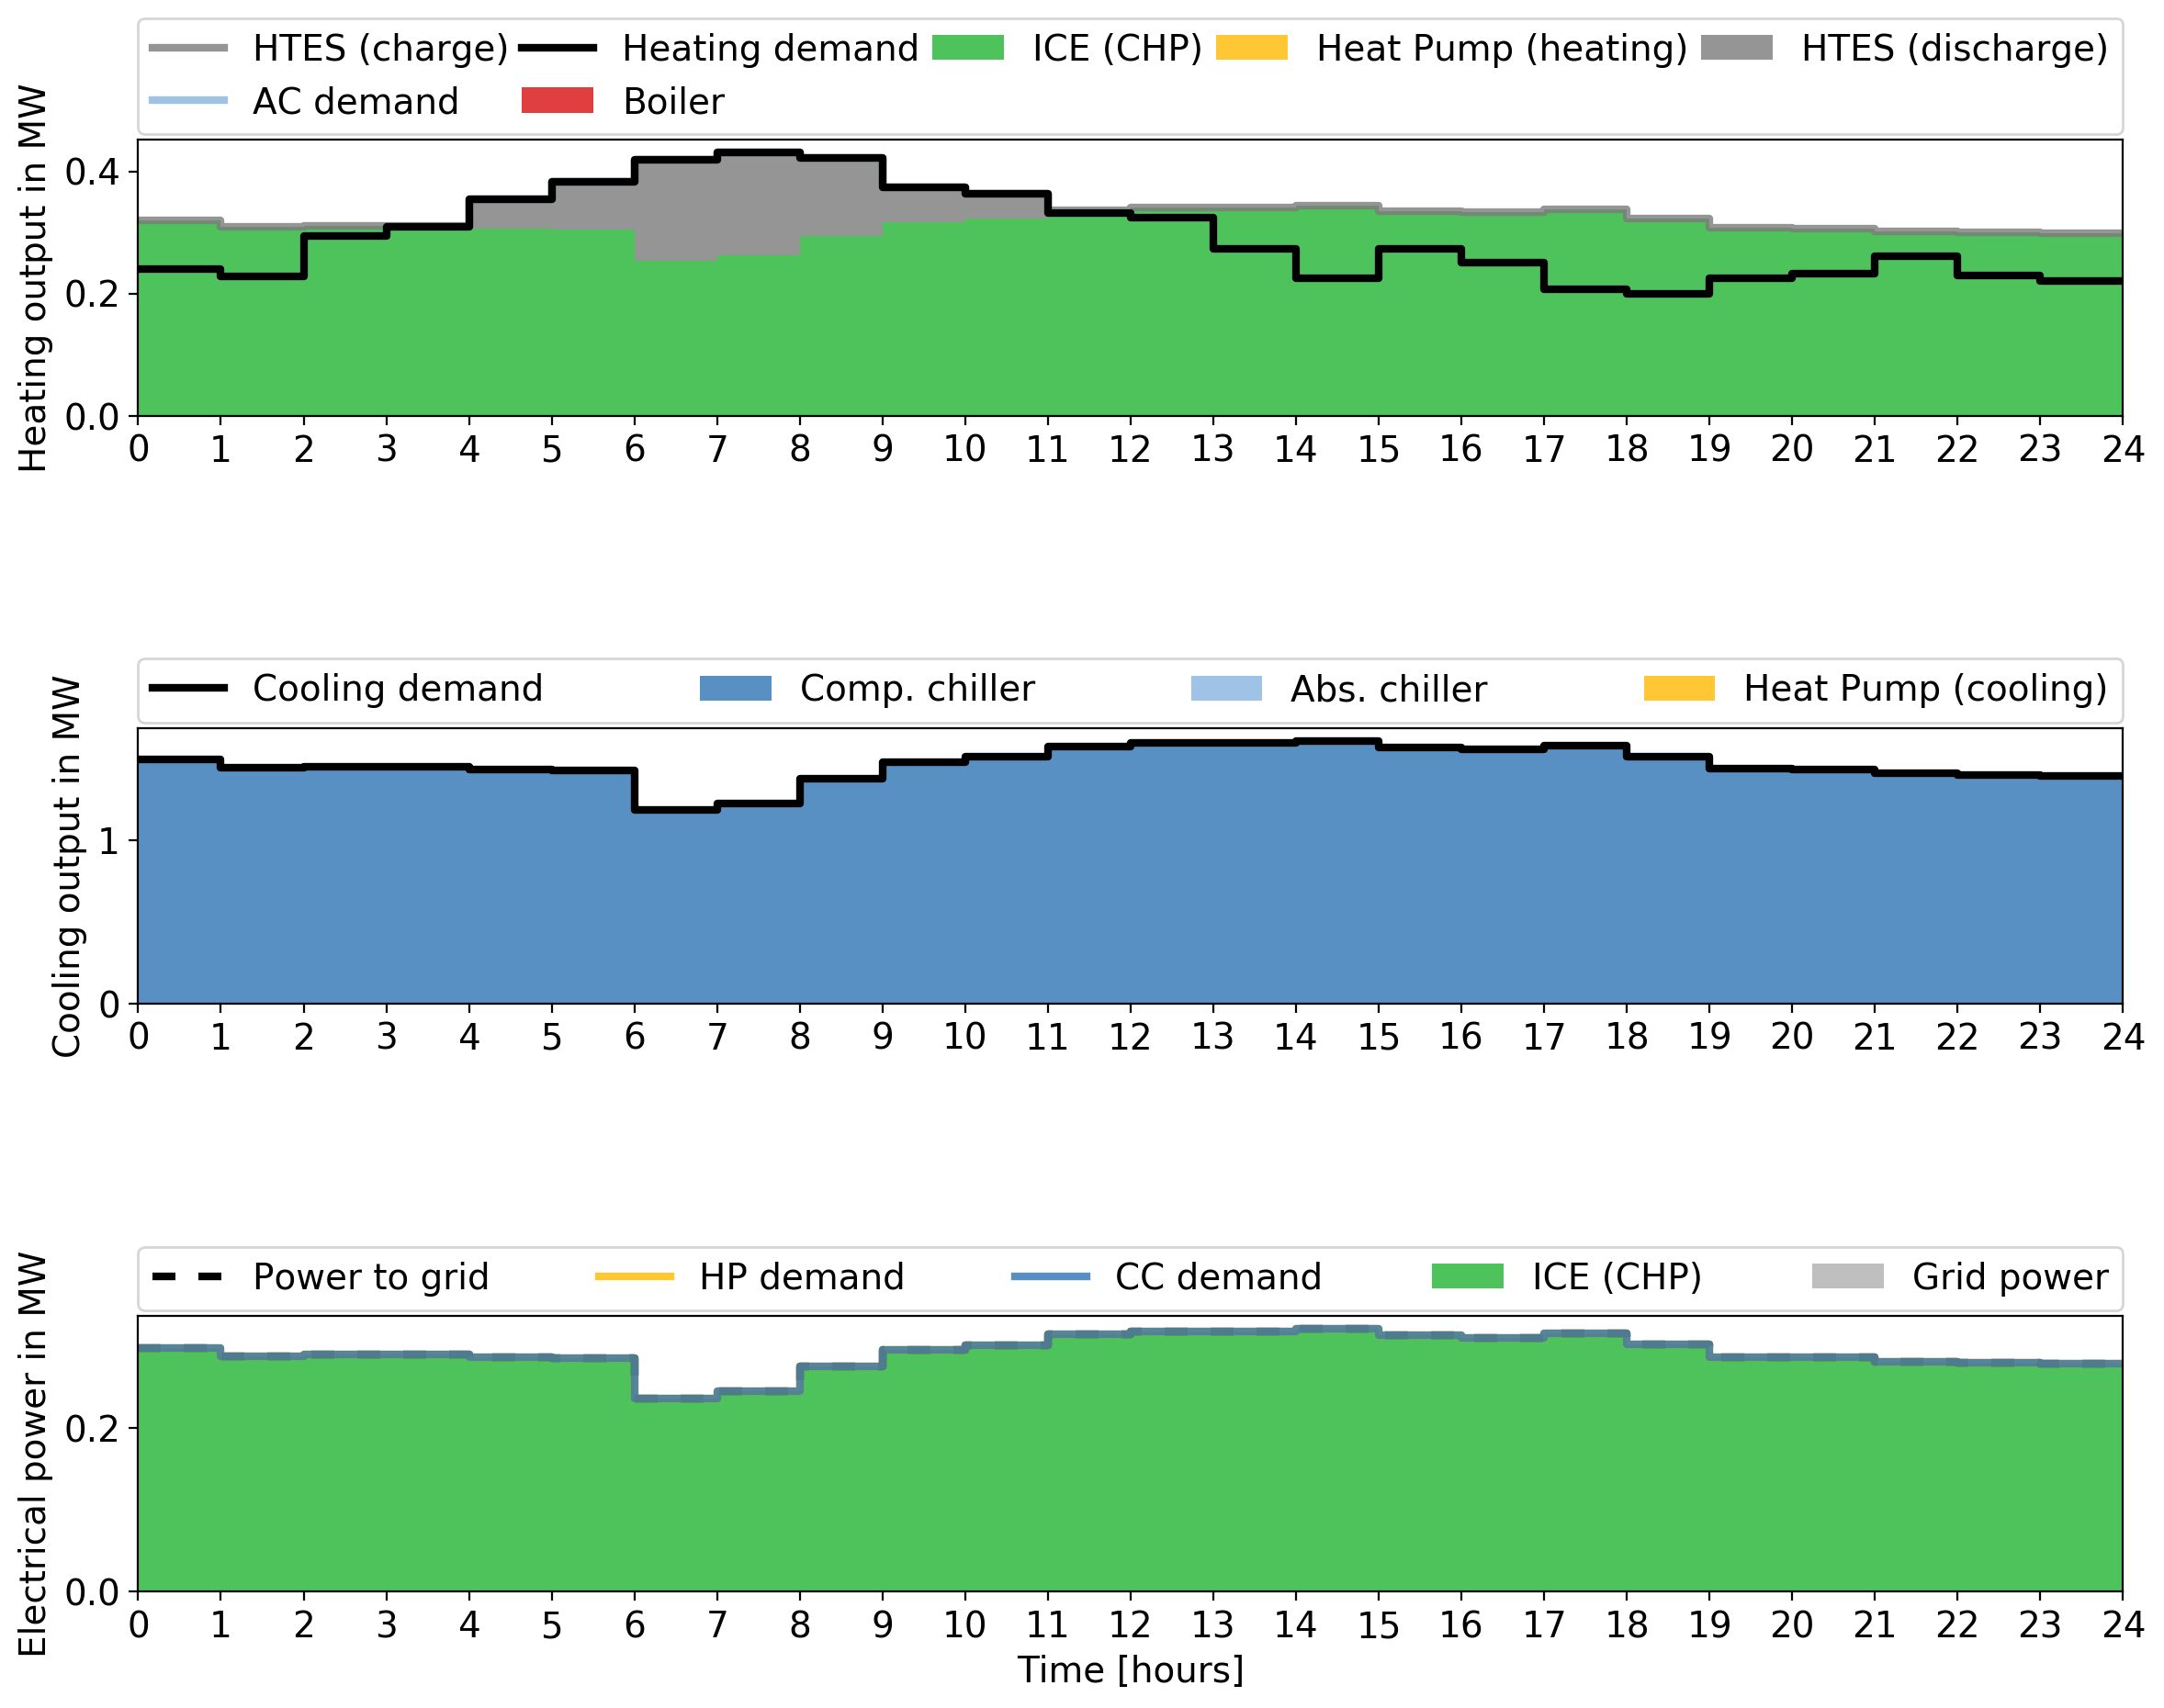 HTES (charge) Heating demand ICE (CHP) Heat Pump (heating) HTES (discharge)
AC demand Boiler
Heating output in MW
0.4
0.2
0.0
0 1 2 3 4 5 6 7 8 9 10 11 12 13 14 15 16 17 18 19 20 21 22 23 24
Cooling demand Comp. chiller Abs. chiller Heat Pump (cooling)
Cooling output in MW
1
0
0 1 2 3 4 5 6 7 8 9 10 11 12 13 14 15 16 17 18 19 20 21 22 23 24
Power to grid HP demand CC demand ICE (CHP) Grid power
Electrical power in MW
0.2
0.0
0 1 2 3 4 5 6 7 8 9 10 11 12 13 14 15 16 17 18 19 20 21 22 23 24
Time [hours]